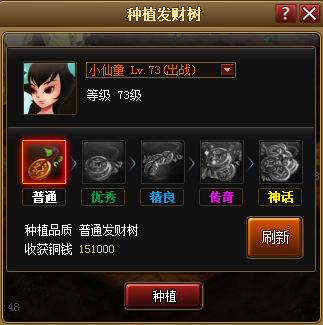 种植发财树
?
小仙童 Lv.73(出战)
等级 73级
普通 优秀 精良 传奇 神话
种植品质 普通发财树
收获铜钱 151000
刷新
种植
:48